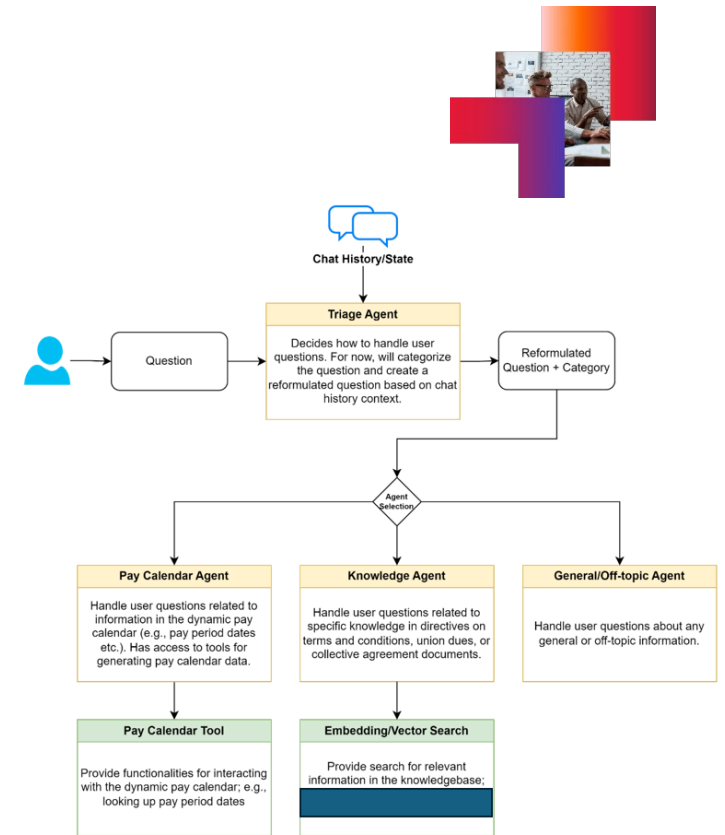 Chat History/State
Triage Agent
Decides how to handle user
questions. For now, will categorize
the question and create a
reformulated question based on chat
history context.
Question
Reformulated
Question + Category
Agent
Selection
Pay Calendar Agent
Handle user questions related to
information in the dynamic pay
calendar (e.g., pay period dates
etc.). Has access to tools for
generating pay calendar data.
Knowledge Agent
Handle user questions related to
specific knowledge in directives on
terms and conditions, union dues, or
collective agreement documents.
General/Off-topic Agent
Handle user questions about any
general or off-topic information.
Pay Calendar Tool
Provide functionalities for interacting
with the dynamic pay calendar; e.g.,
looking up pay period dates
Embedding/Vector Search
Provide search for relevant
information in the knowledgebase;